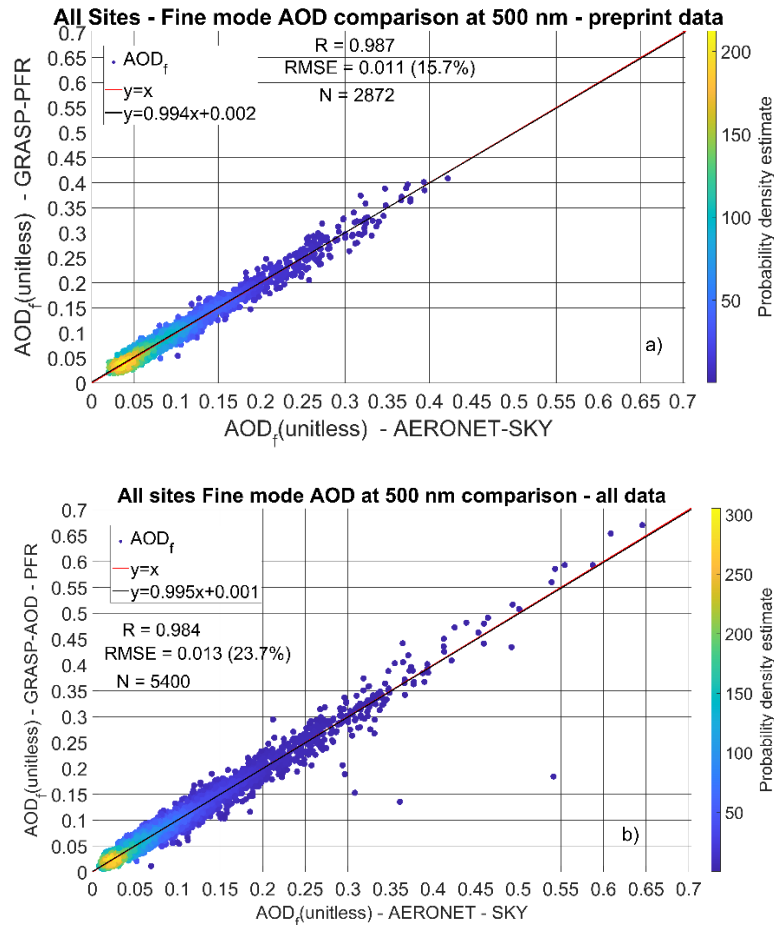 All Sites - Fine mode AOD comparison at 500 nm - preprint data
0.7
0.65
0.6
0.55
0.5
0.45
0.4
0.35
0.3
0.25
0.2
0.15
0.1
0.05
0
AOD_f(unitless) - GRASP-PFR
AOD_f
y=x
y=0.994x+0.002
R = 0.987
RMSE = 0.011 (15.7%)
N = 2872
a)
0 0.05 0.1 0.15 0.2 0.25 0.3 0.35 0.4 0.45 0.5 0.55 0.6 0.65 0.7
AOD_f(unitless) - AERONET-SKY
200
150
100
50
Probability density estimate
All sites Fine mode AOD at 500 nm comparison - all data
0.7
0.65
0.6
0.55
0.5
0.45
0.4
0.35
0.3
0.25
0.2
0.15
0.1
0.05
0
AOD_f(unitless) - GRASP-AOD - PFR
AOD_f
y=x
y=0.995x+0.001
R = 0.984
RMSE = 0.013 (23.7%)
N = 5400
b)
0 0.05 0.1 0.15 0.2 0.25 0.3 0.35 0.4 0.45 0.5 0.55 0.6 0.65 0.7
AOD_f(unitless) - AERONET - SKY
300
250
200
150
100
50
Probability density estimate